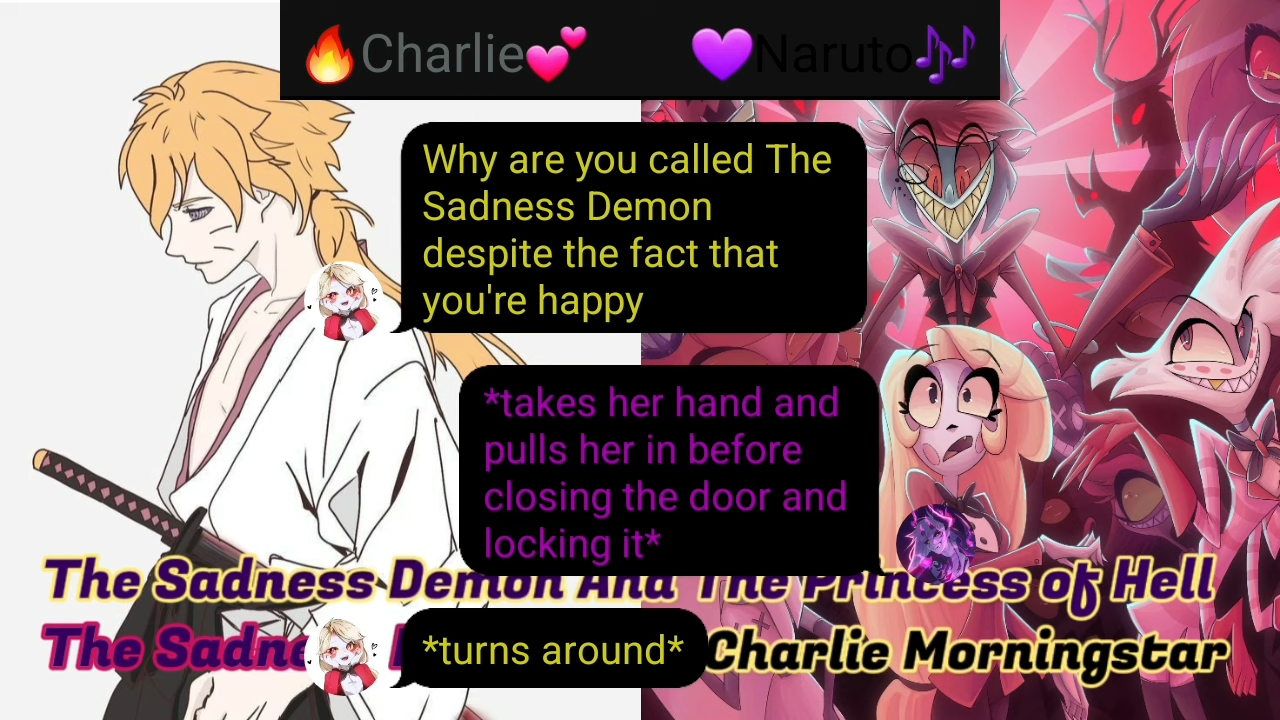 🔥Charlie💕 💜Naruto🎶
Why are you called The
Sadness Demon
despite the fact that
you're happy
*takes her hand and
pulls her in before
closing the door and
locking it*
The Sadness Demon And The Princess of Hell
*turns around*
The Charlie Morningstar